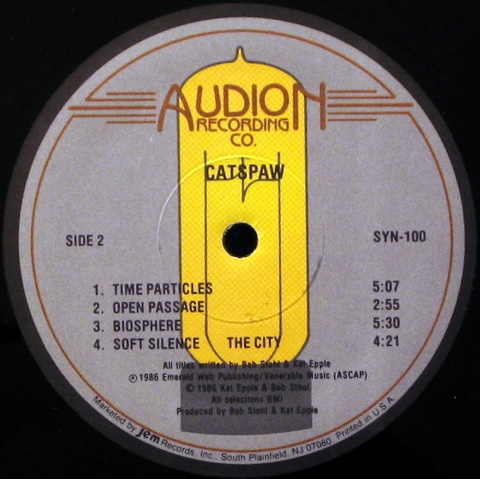 AUDION
RECORDING
CO.
CATSPAW
SIDE 2
SYN-100
1. TIME PARTICLES 5:07
2. OPEN PASSAGE 2:55
3. BIOSPHERE 5:30
4. SOFT SILENCE THE CITY 4:21
All titles written by Bob Stohl & Kat Epple
℗1986 Emerald Web Publishing/Venerable Music (ASCAP)
© 1986 Kat Epple & Bob Sthol
All selections BMI
Produced by Bob Stohl & Kat Epple
Marketed by Jem Records, Inc., South Plainfield, NJ 07080 Printed in U.S.A